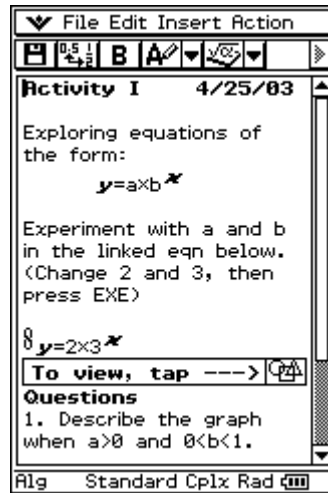 File Edit Insert Action
B A
Activity I 4/25/03
Exploring equations of
the form:
y=a×b^x
Experiment with a and b
in the linked eqn below.
(Change 2 and 3, then
press EXE)
y=2×3^x
To view, tap --->
Questions
1. Describe the graph
when a>0 and 0<b<1.
Alg Standard Cplx Rad